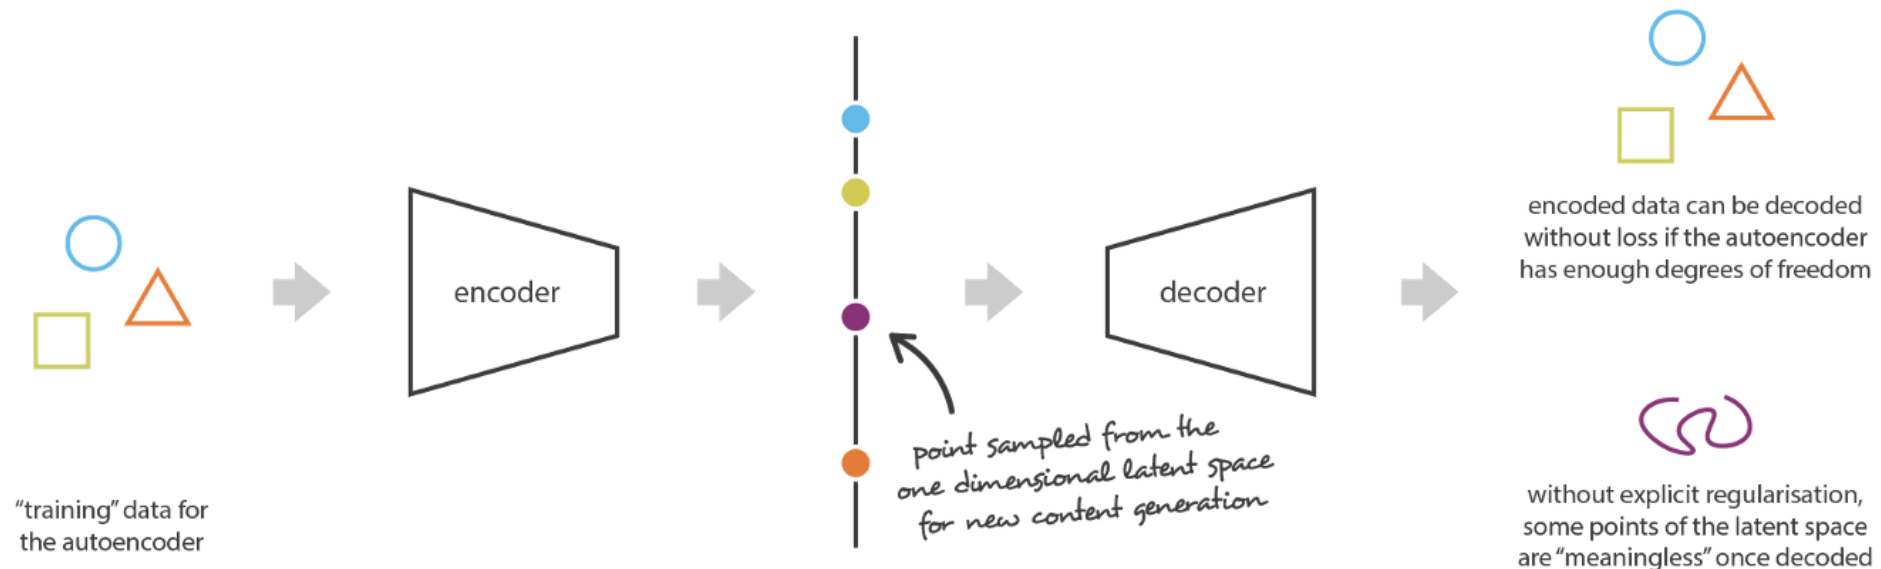 encoded data can be decoded
without loss if the autoencoder
has enough degrees of freedom
encoder
decoder
point sampled from the
one dimensional latent space
for new content generation
“training” data for
the autoencoder
without explicit regularisation,
some points of the latent space
are “meaningless” once decoded